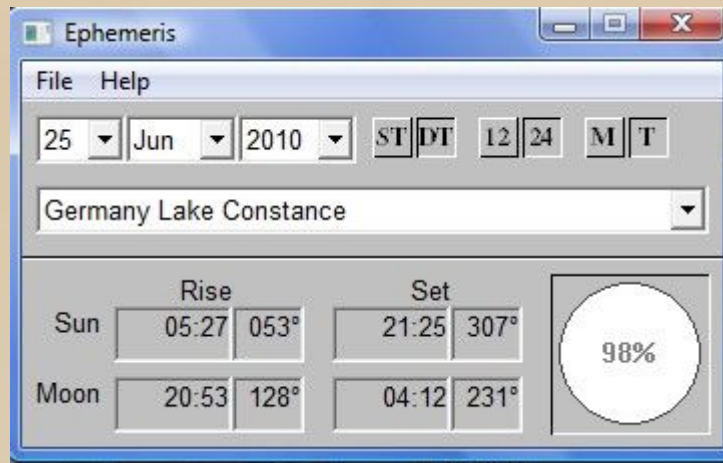 Ephemeris
File Help
25 Jun 2010 ST DT 12 24 M T
Germany Lake Constance
Rise Set
Sun 05:27 053° 21:25 307° 98%
Moon 20:53 128° 04:12 231°